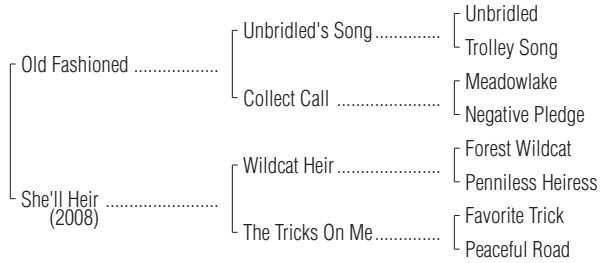 Unbridled
Unbridled's Song..............
Trolley Song
Old Fashioned ..................
Meadowlake
Collect Call ......................
Negative Pledge
Forest Wildcat
Wildcat Heir......................
Penniless Heiress
She'll Heir ........................
(2008)
Favorite Trick
The Tricks On Me..............
Peaceful Road